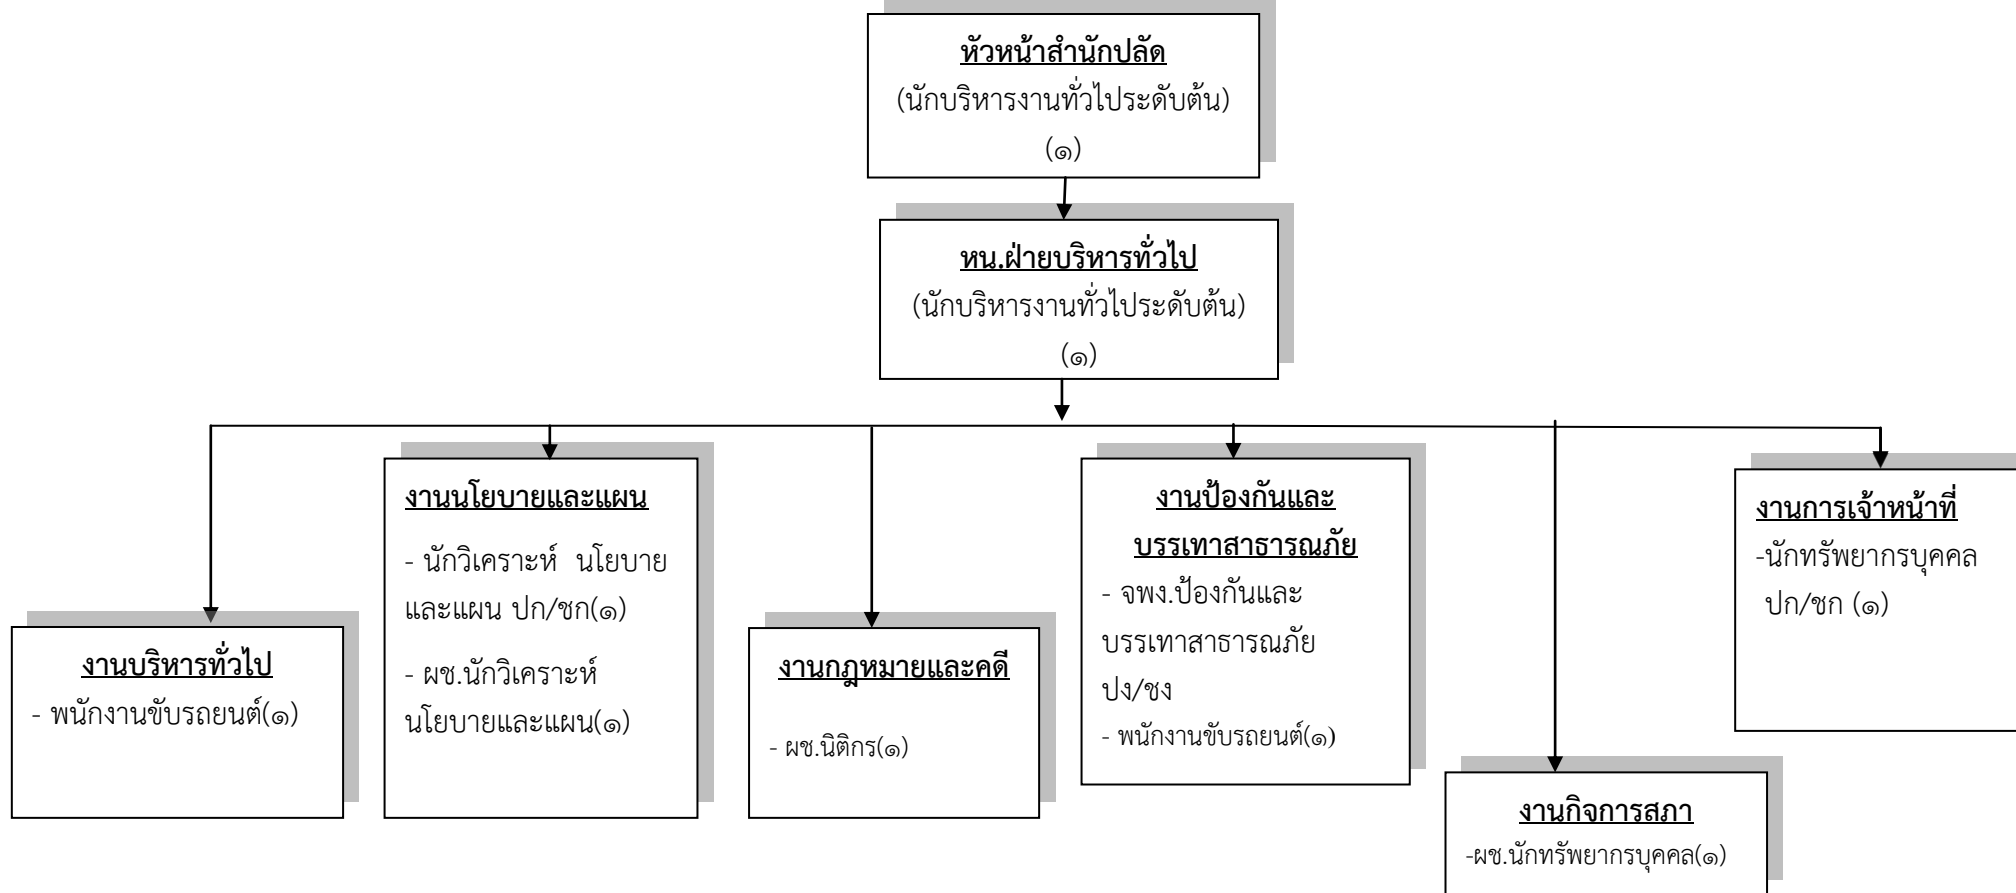 หัวหน้าสำนักปลัด
(นักบริหารงานทั่วไประดับต้น)
(๑)
หน.ฝ่ายบริหารทั่วไป
(นักบริหารงานทั่วไประดับต้น)
(๑)
งานบริหารทั่วไป
- พนักงานขับรถยนต์(๑)
งานนโยบายและแผน
- นักวิเคราะห์ นโยบาย
และแผน ปก/ชก(๑)
- ผช.นักวิเคราะห์
นโยบายและแผน(๑)
งานกฎหมายและคดี
- ผช.นิติกร(๑)
งานป้องกันและ
บรรเทาสาธารณภัย
- จพง.ป้องกันและ
บรรเทาสาธารณภัย
ปง/ชง
- พนักงานขับรถยนต์(๑)
งานกิจการสภา
-ผช.นักทรัพยากรบุคคล(๑)
งานการเจ้าหน้าที่
-นักทรัพยากรบุคคล
ปก/ชก (๑)